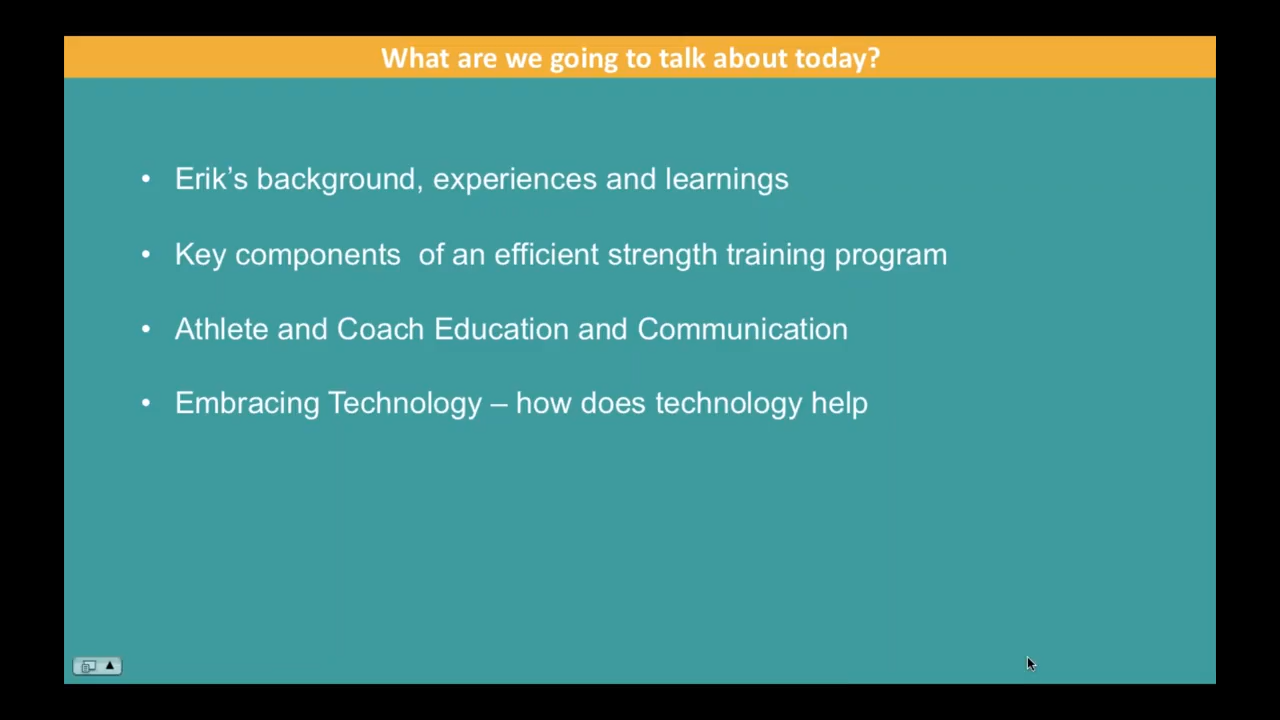 What are we going to talk about today?
• Erik’s background, experiences and learnings
• Key components  of an efficient strength training program
• Athlete and Coach Education and Communication
• Embracing Technology – how does technology help